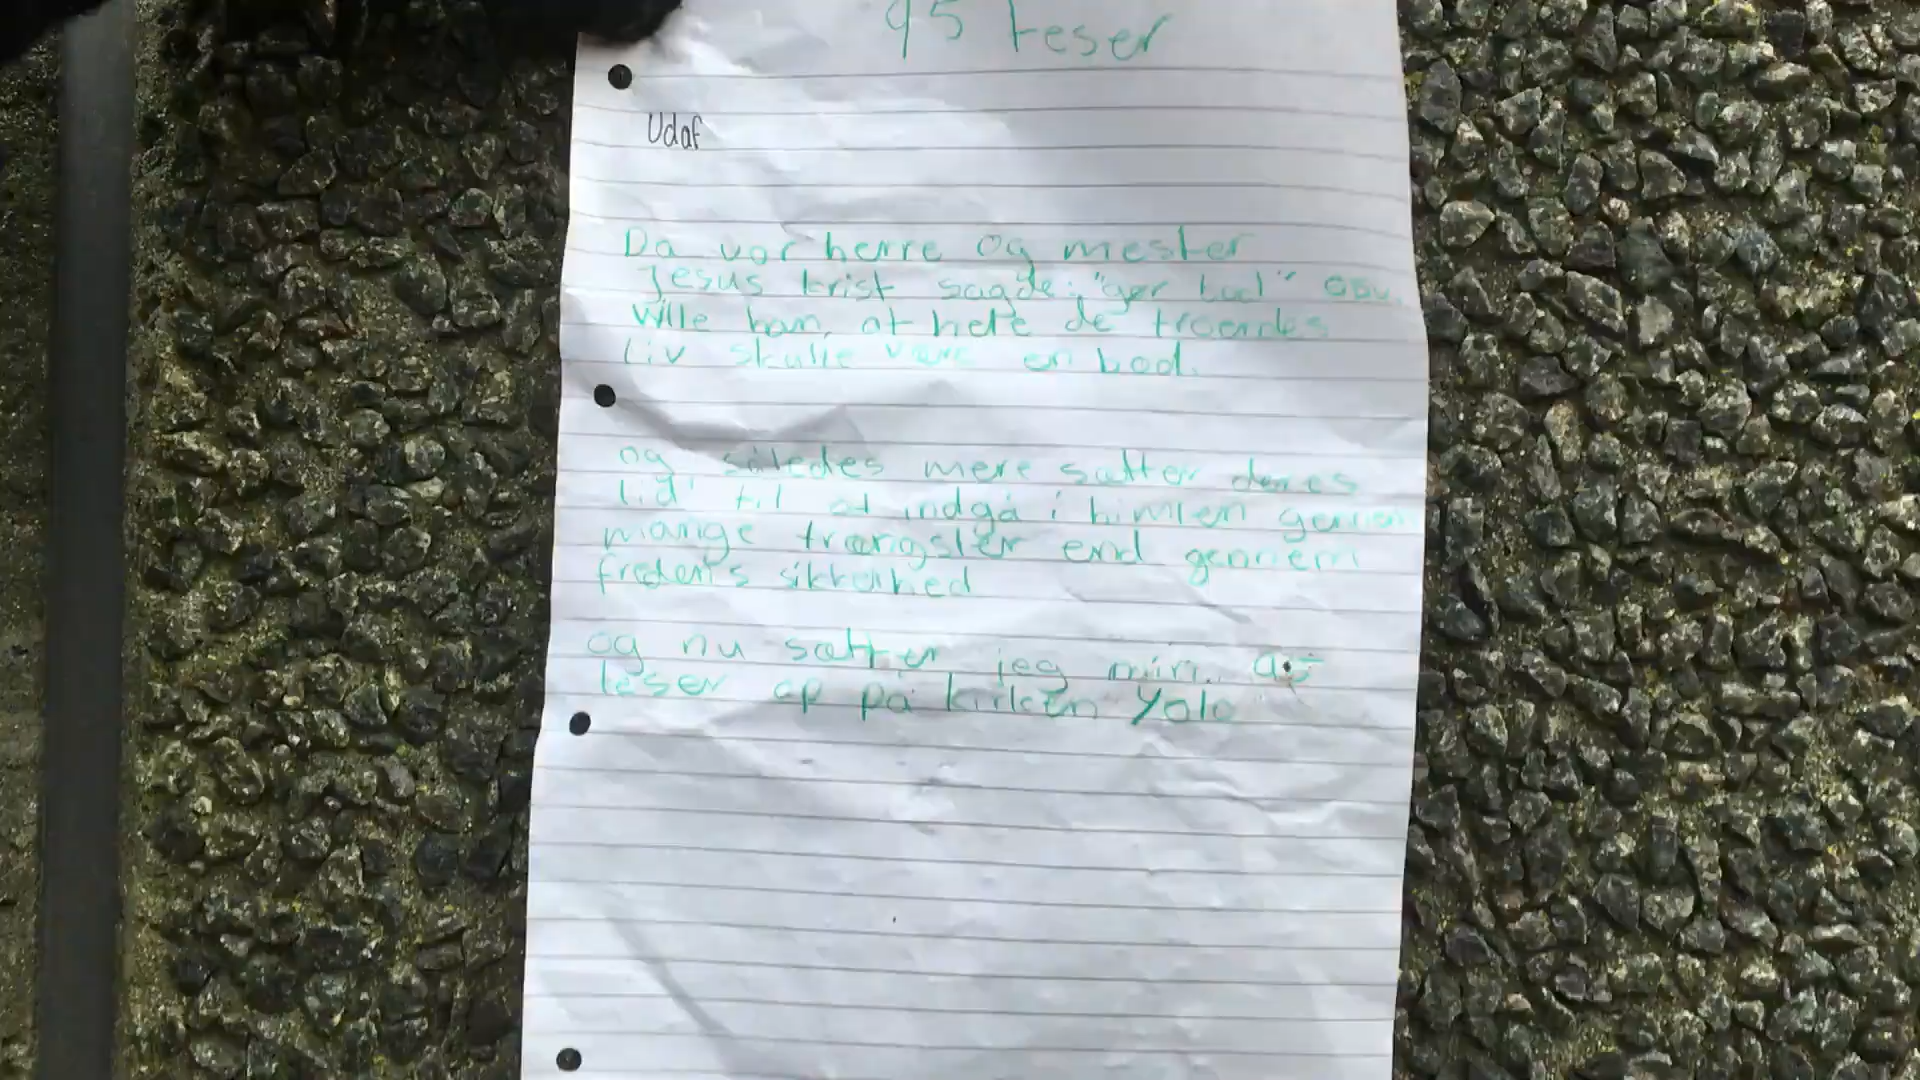 95 teser
Udaf
Da vor herre og mester
Jesus krist sagde: "gør bod" osv.
ville han, at hele de troendes
liv skulle være en bod.
og således mere sætter deres
lid til at indgå i himlen gennem
mange trængsler end gennem
fredens sikkerhed
og nu sætter jeg min 95
teser op på kirken Yolo